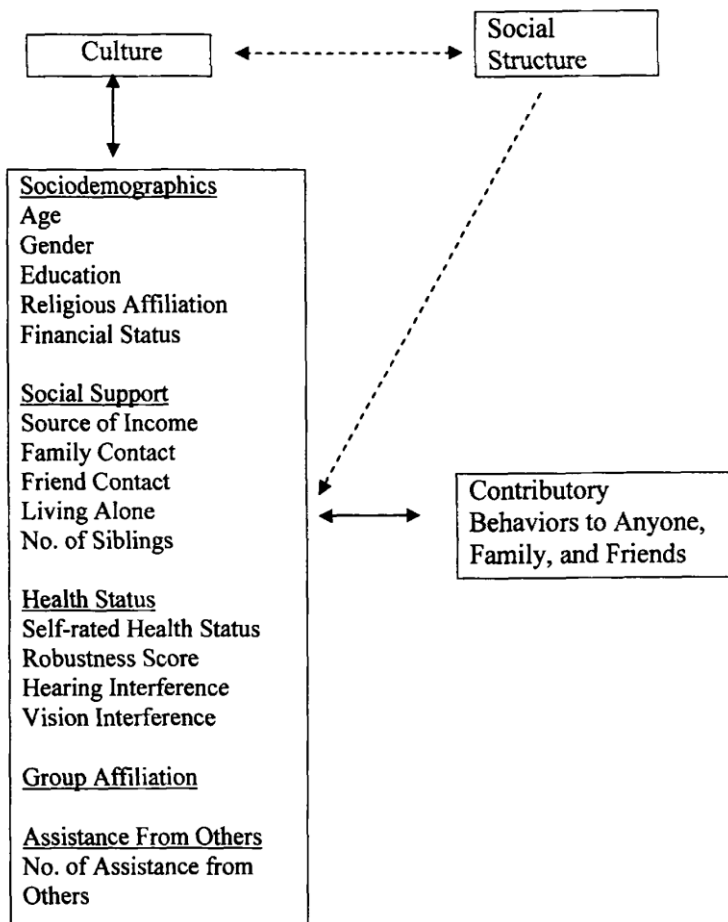 Culture
Social
Structure
Sociodemographics
Age
Gender
Education
Religious Affiliation
Financial Status
Social Support
Source of Income
Family Contact
Friend Contact
Living Alone
No. of Siblings
Contributory
Behaviors to Anyone,
Family, and Friends
Health Status
Self-rated Health Status
Robustness Score
Hearing Interference
Vision Interference
Group Affiliation
Assistance From Others
No. of Assistance from
Others